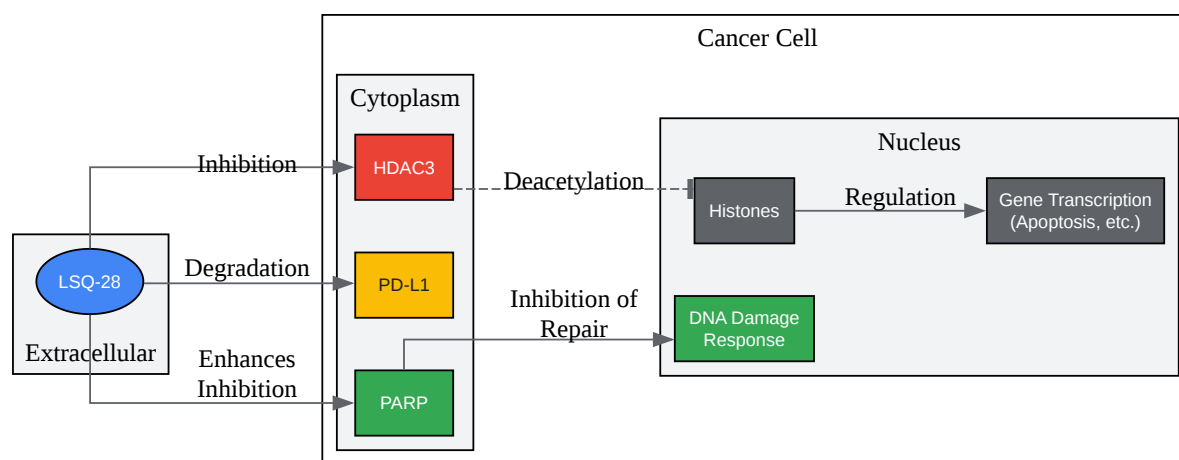 Cancer Cell
Cytoplasm
Nucleus
Inhibition
HDAC3
Deacetylation
Histones
Regulation
Gene Transcription
(Apoptosis, etc.)
LSQ-28
Extracellular
Degradation
PD-L1
Inhibition of
Repair
DNA Damage
Response
Enhances
Inhibition
PARP